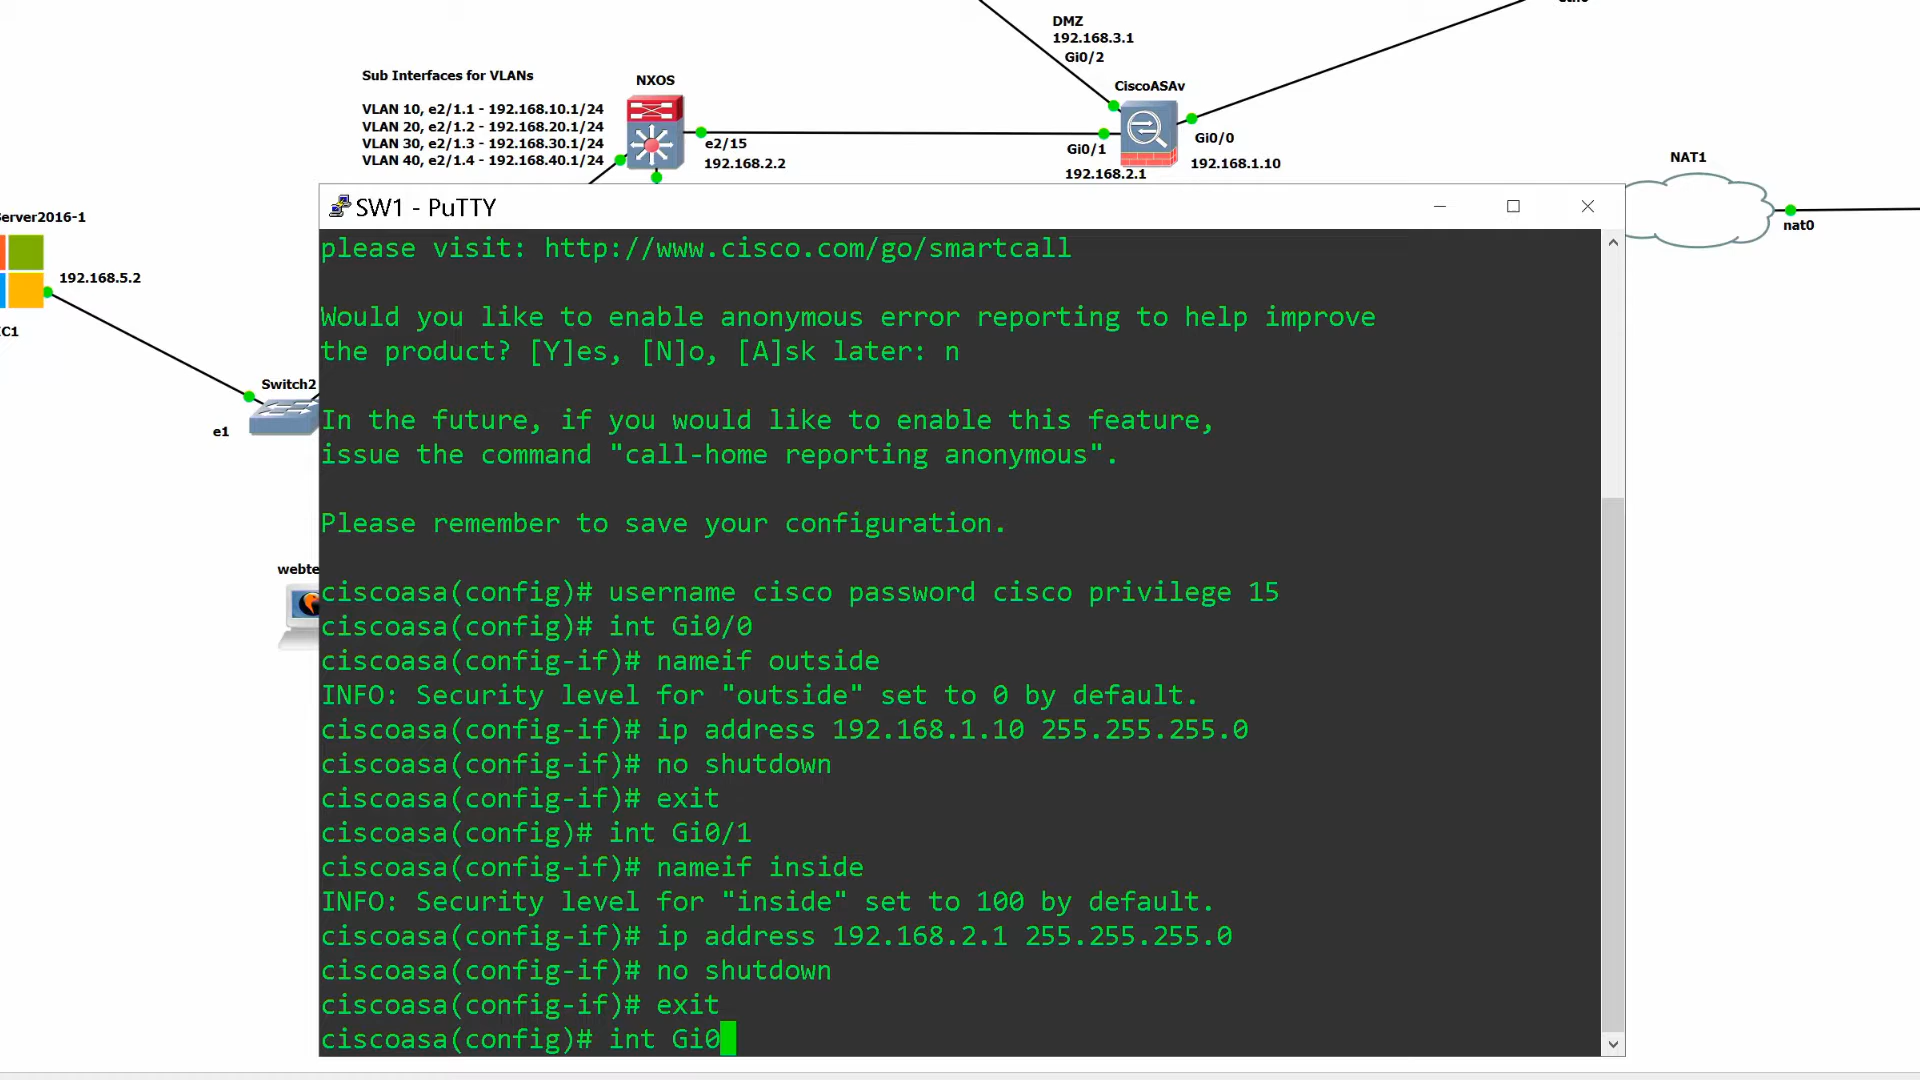 DMZ
192.168.3.1
Gi0/2
Sub Interfaces for VLANs
VLAN 10, e2/1.1 - 192.168.10.1/24
VLAN 20, e2/1.2 - 192.168.20.1/24
VLAN 30, e2/1.3 - 192.168.30.1/24
VLAN 40, e2/1.4 - 192.168.40.1/24
NXOS
e2/15
192.168.2.2
CiscoASAv
Gi0/1
192.168.2.1
Gi0/0
192.168.1.10
NAT1
nat0
erver2016-1
192.168.5.2
C1
Switch2
e1
webte
SW1 - PuTTY
please visit: http://www.cisco.com/go/smartcall
Would you like to enable anonymous error reporting to help improve
the product? [Y]es, [N]o, [A]sk later: n
In the future, if you would like to enable this feature,
issue the command "call-home reporting anonymous".
Please remember to save your configuration.
ciscoasa(config)# username cisco password cisco privilege 15
ciscoasa(config)# int Gi0/0
ciscoasa(config-if)# nameif outside
INFO: Security level for "outside" set to 0 by default.
ciscoasa(config-if)# ip address 192.168.1.10 255.255.255.0
ciscoasa(config-if)# no shutdown
ciscoasa(config-if)# exit
ciscoasa(config)# int Gi0/1
ciscoasa(config-if)# nameif inside
INFO: Security level for "inside" set to 100 by default.
ciscoasa(config-if)# ip address 192.168.2.1 255.255.255.0
ciscoasa(config-if)# no shutdown
ciscoasa(config-if)# exit
ciscoasa(config)# int Gi0